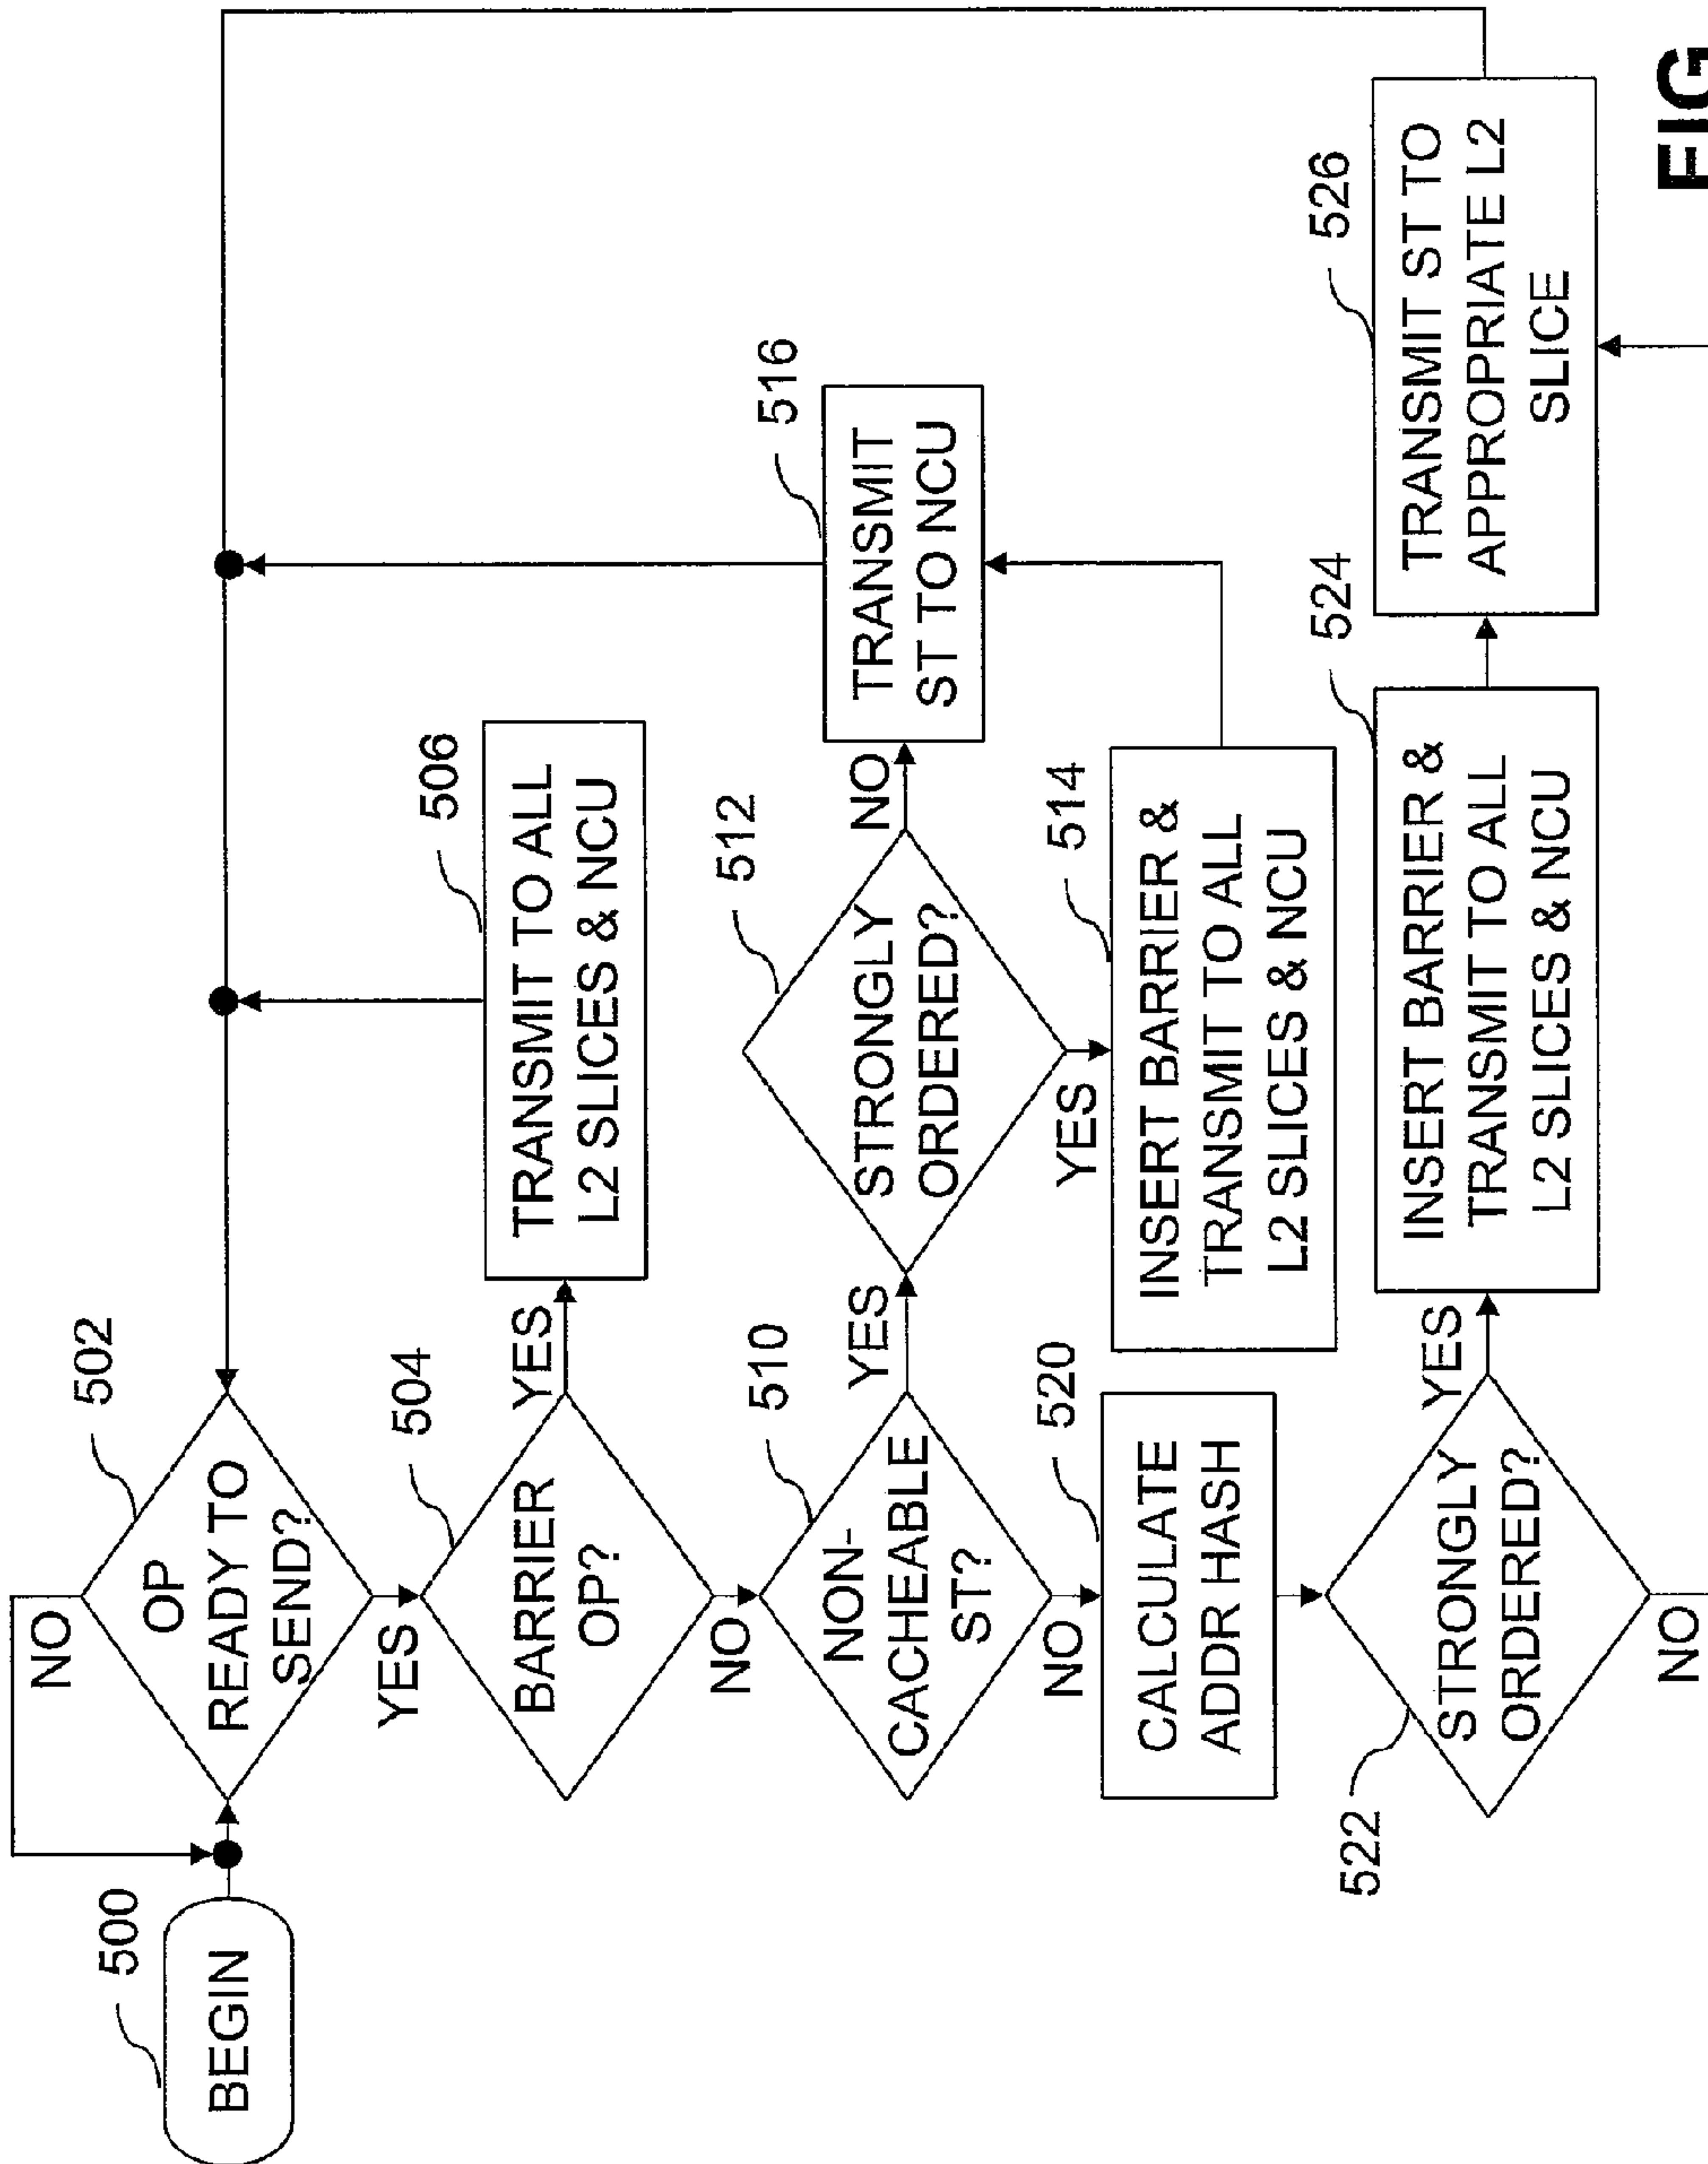 500
BEGIN
NO
502
OP
READY TO
SEND?
YES
504
BARRIER
OP?
YES
506
TRANSMIT TO ALL
L2 SLICES & NCU
NO
510
NON-
CACHEABLE
ST?
YES
512
STRONGLY
ORDERED?
NO
516
TRANSMIT
ST TO NCU
YES
514
INSERT BARRIER &
TRANSMIT TO ALL
L2 SLICES & NCU
NO
520
CALCULATE
ADDR HASH
522
STRONGLY
ORDERED?
YES
524
INSERT BARRIER &
TRANSMIT TO ALL
L2 SLICES & NCU
526
TRANSMIT ST TO
APPROPRIATE L2
SLICE
NO
FIG